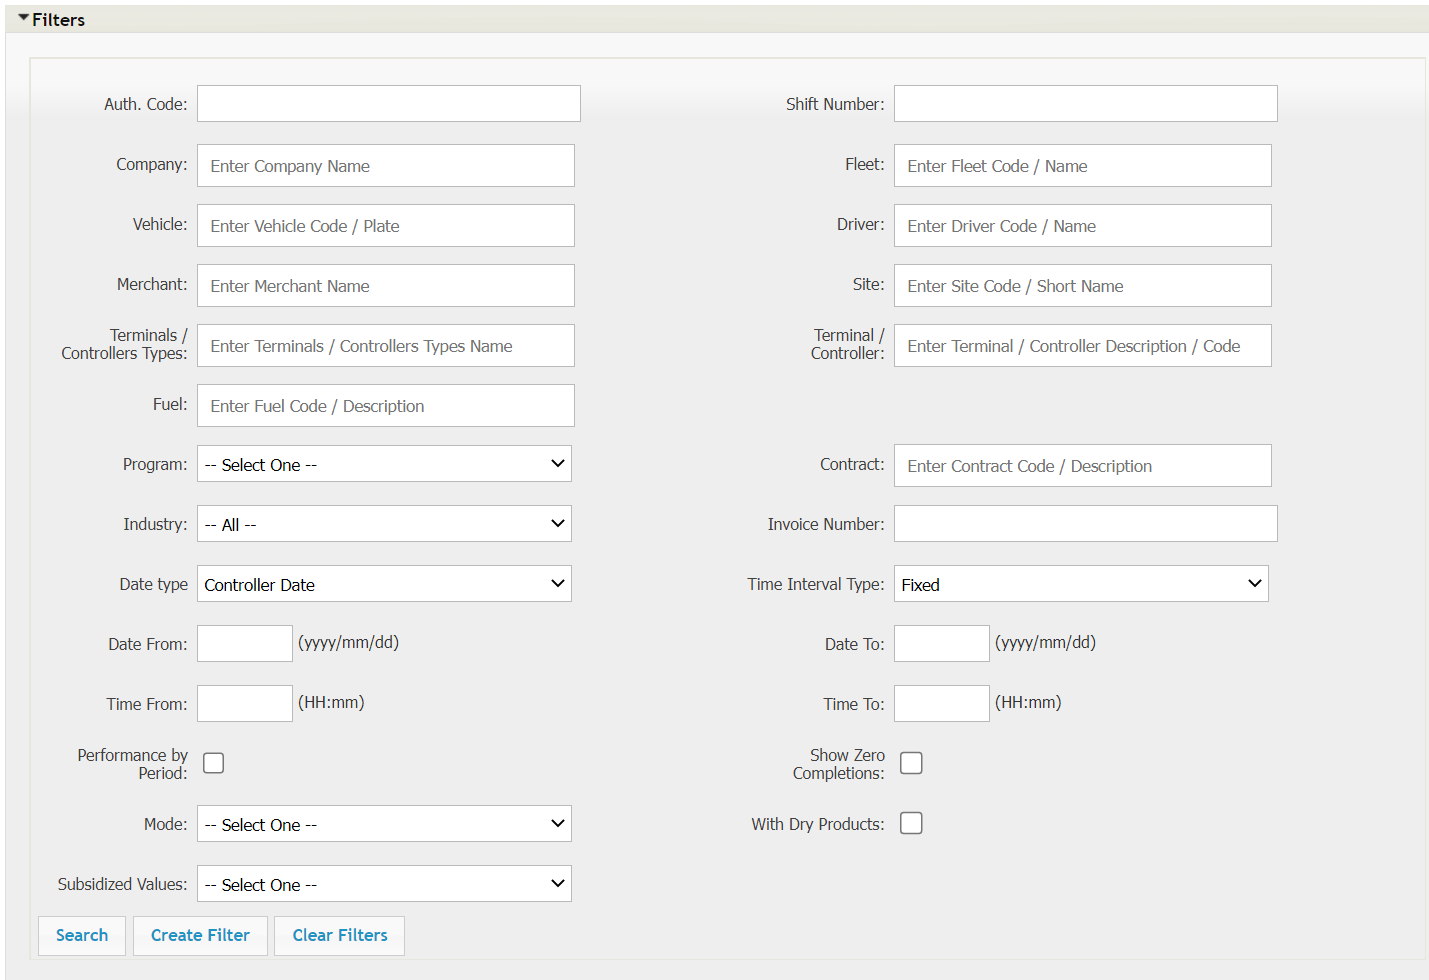 Filters
Auth. Code:
Shift Number:
Company: Enter Company Name
Fleet: Enter Fleet Code / Name
Vehicle: Enter Vehicle Code / Plate
Driver: Enter Driver Code / Name
Merchant: Enter Merchant Name
Site: Enter Site Code / Short Name
Terminals /
Controllers Types: Enter Terminals / Controllers Types Name
Terminal /
Controller: Enter Terminal / Controller Description / Code
Fuel: Enter Fuel Code / Description
Program: -- Select One --
Contract: Enter Contract Code / Description
Industry: -- All --
Invoice Number:
Date type Controller Date
Time Interval Type: Fixed
Date From: (yyyy/mm/dd)
Date To: (yyyy/mm/dd)
Time From: (HH:mm)
Time To: (HH:mm)
Performance by
Period:
Show Zero
Completions:
Mode: -- Select One --
With Dry Products:
Subsidized Values: -- Select One --
Search Create Filter Clear Filters